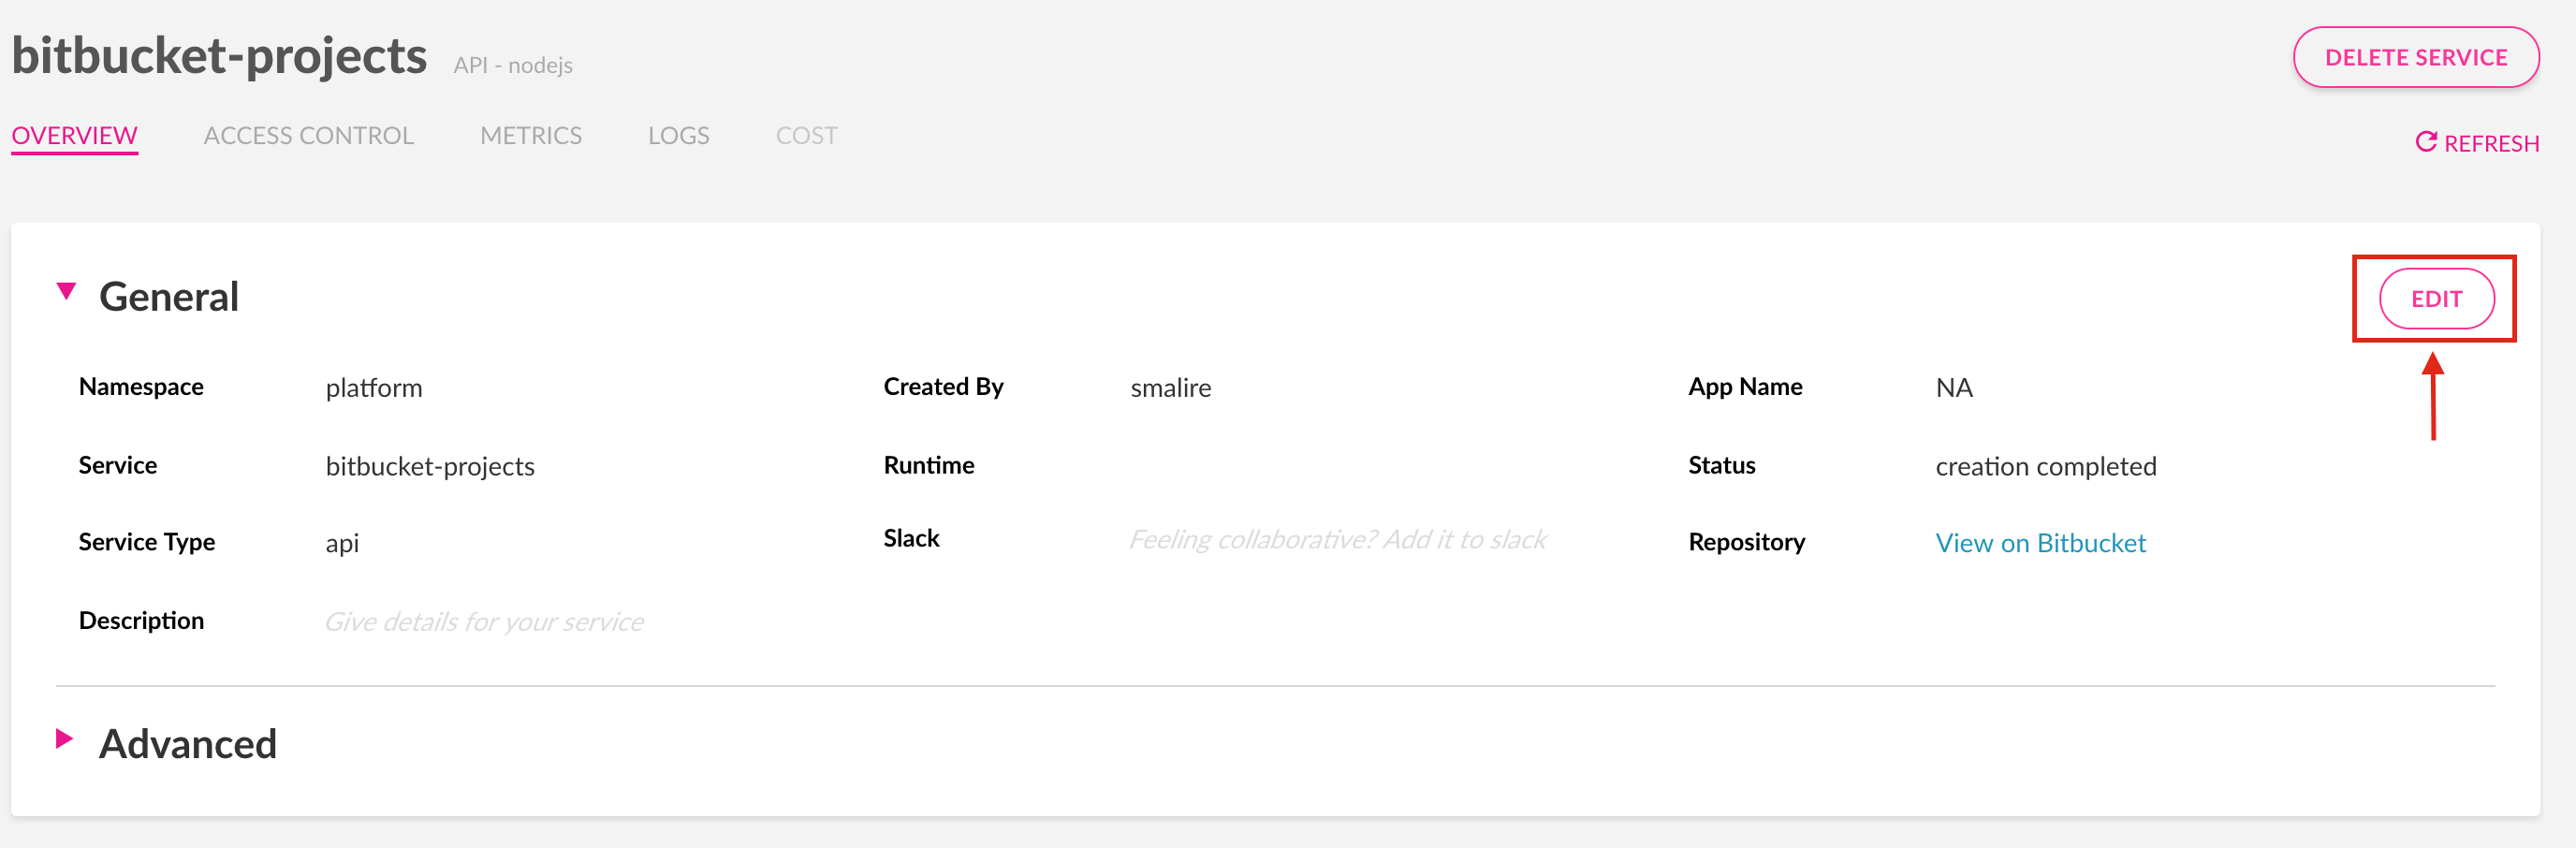 bitbucket-projects API - nodejs
DELETE SERVICE
OVERVIEW ACCESS CONTROL METRICS LOGS COST
REFRESH
General
EDIT
Namespace platform Created By smalire App Name NA
Service bitbucket-projects Runtime Status creation completed
Service Type api Slack Feeling collaborative? Add it to slack Repository View on Bitbucket
Description Give details for your service
Advanced